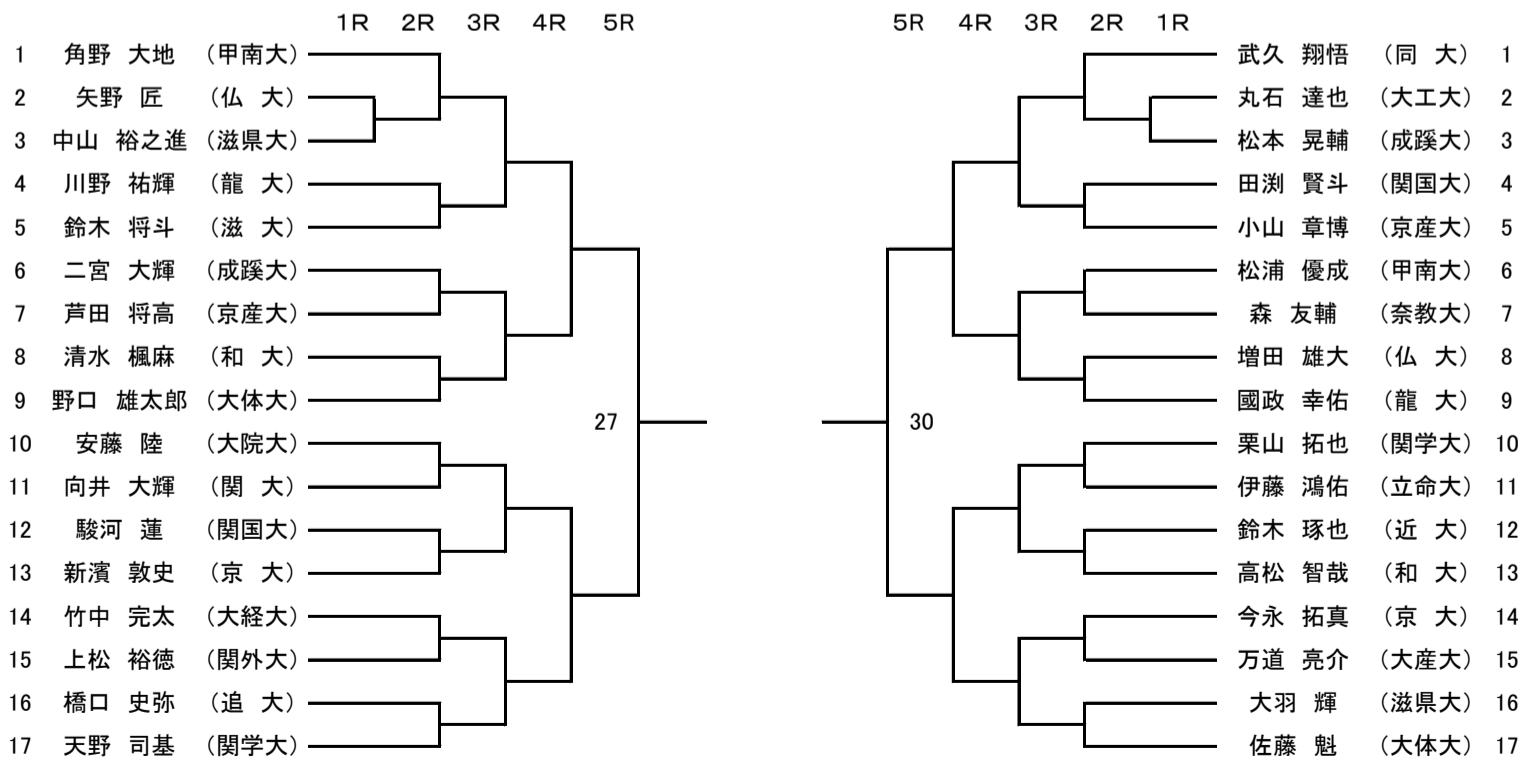 1R 2R 3R 4R 5R 5R 4R 3R 2R 1R
1 角野 大地 （甲南大） 武久 翔悟 （同 大） 1
2 矢野 匠 （仏 大） 丸石 達也 （大工大） 2
3 中山 裕之進 （滋県大） 松本 晃輔 （成蹊大） 3
4 川野 祐輝 （龍 大） 田渕 賢斗 （関国大） 4
5 鈴木 将斗 （滋 大） 小山 章博 （京産大） 5
6 二宮 大輝 （成蹊大） 松浦 優成 （甲南大） 6
7 芦田 将高 （京産大） 森 友輔 （奈教大） 7
8 清水 楓麻 （和 大） 増田 雄大 （仏 大） 8
9 野口 雄太郎 （大体大） 國政 幸佑 （龍 大） 9
27 30
10 安藤 陸 （大院大） 栗山 拓也 （関学大） 10
11 向井 大輝 （関 大） 伊藤 鴻佑 （立命大） 11
12 駿河 蓮 （関国大） 鈴木 琢也 （近 大） 12
13 新濱 敦史 （京 大） 高松 智哉 （和 大） 13
14 竹中 完太 （大経大） 今永 拓真 （京 大） 14
15 上松 裕徳 （関外大） 万道 亮介 （大産大） 15
16 橋口 史弥 （追 大） 大羽 輝 （滋県大） 16
17 天野 司基 （関学大） 佐藤 魁 （大体大） 17